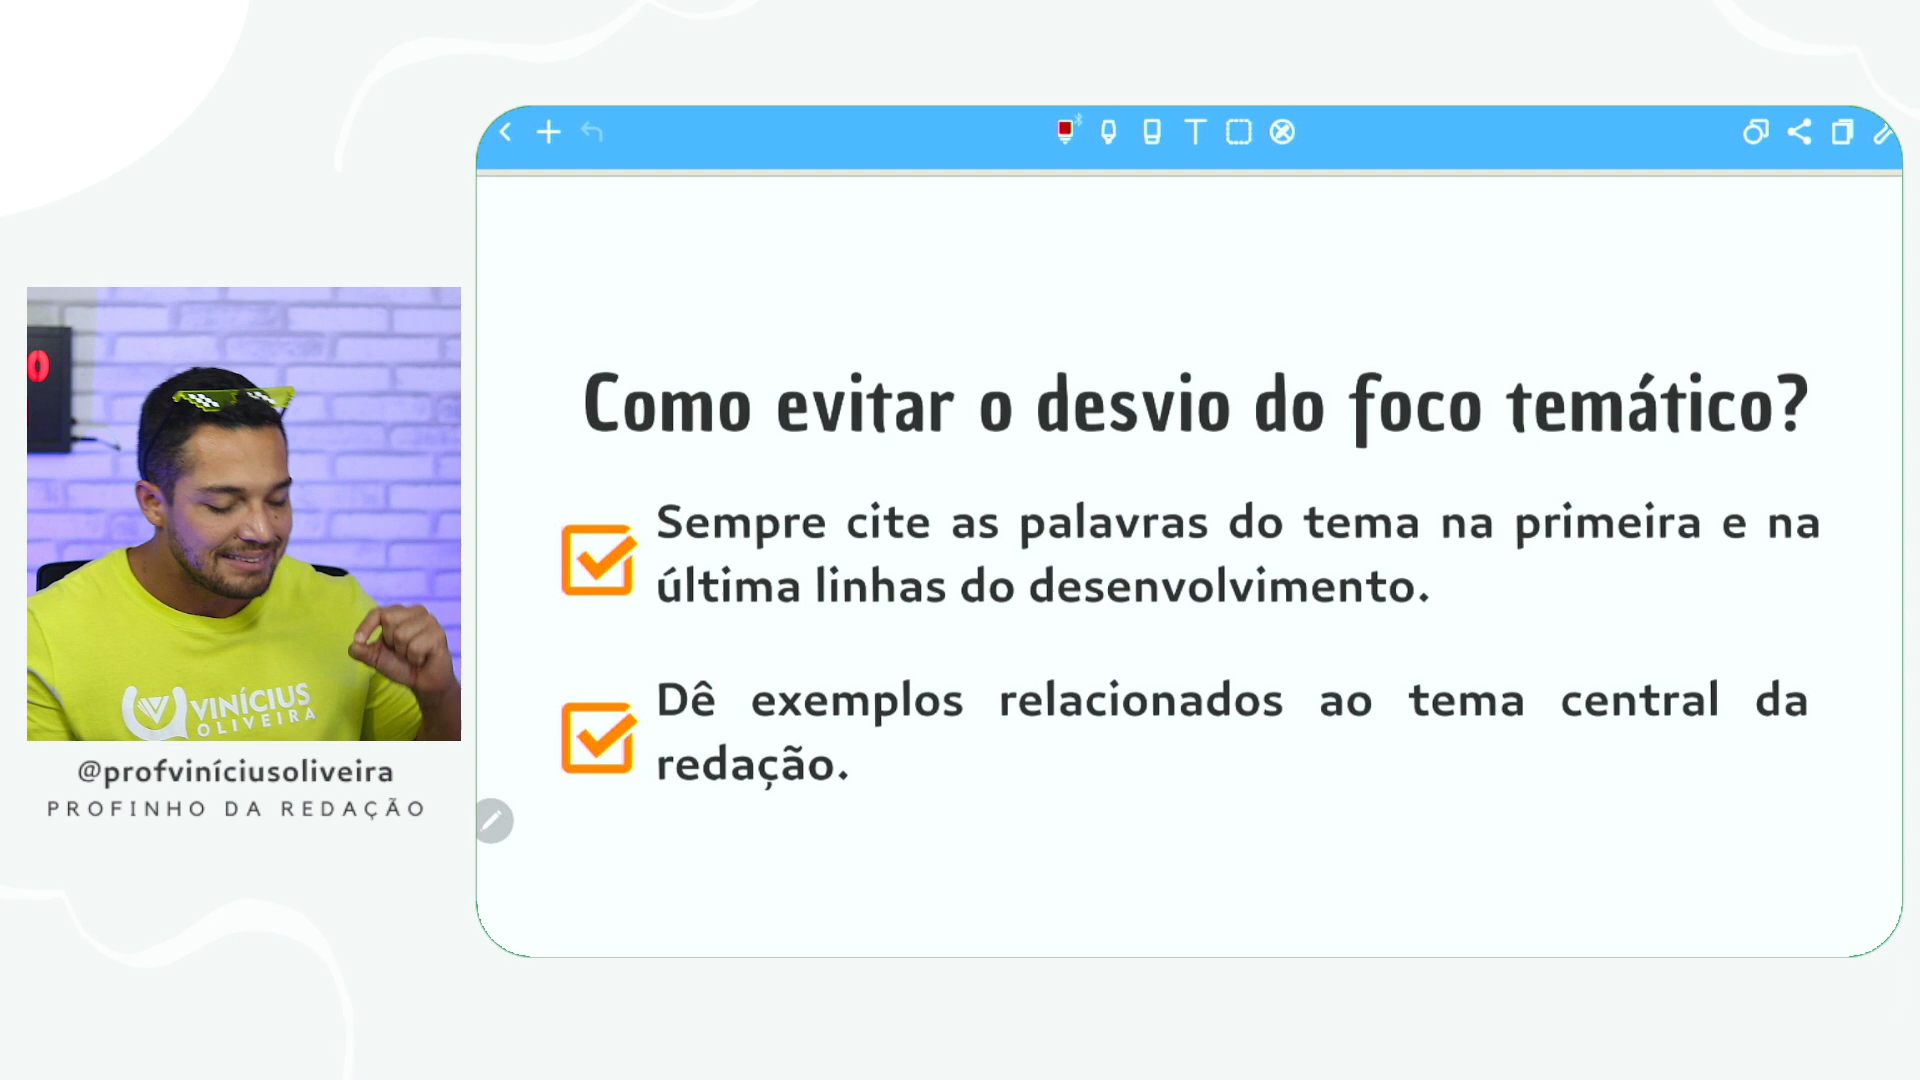 Como evitar o desvio do foco temático?
Sempre cite as palavras do tema na primeira e na
última linhas do desenvolvimento.
Dê exemplos relacionados ao tema central da
redação.
0
VINÍCIUS
OLIVEIRA
@profviníciusoliveira
PROFINHO DA REDAÇÃO